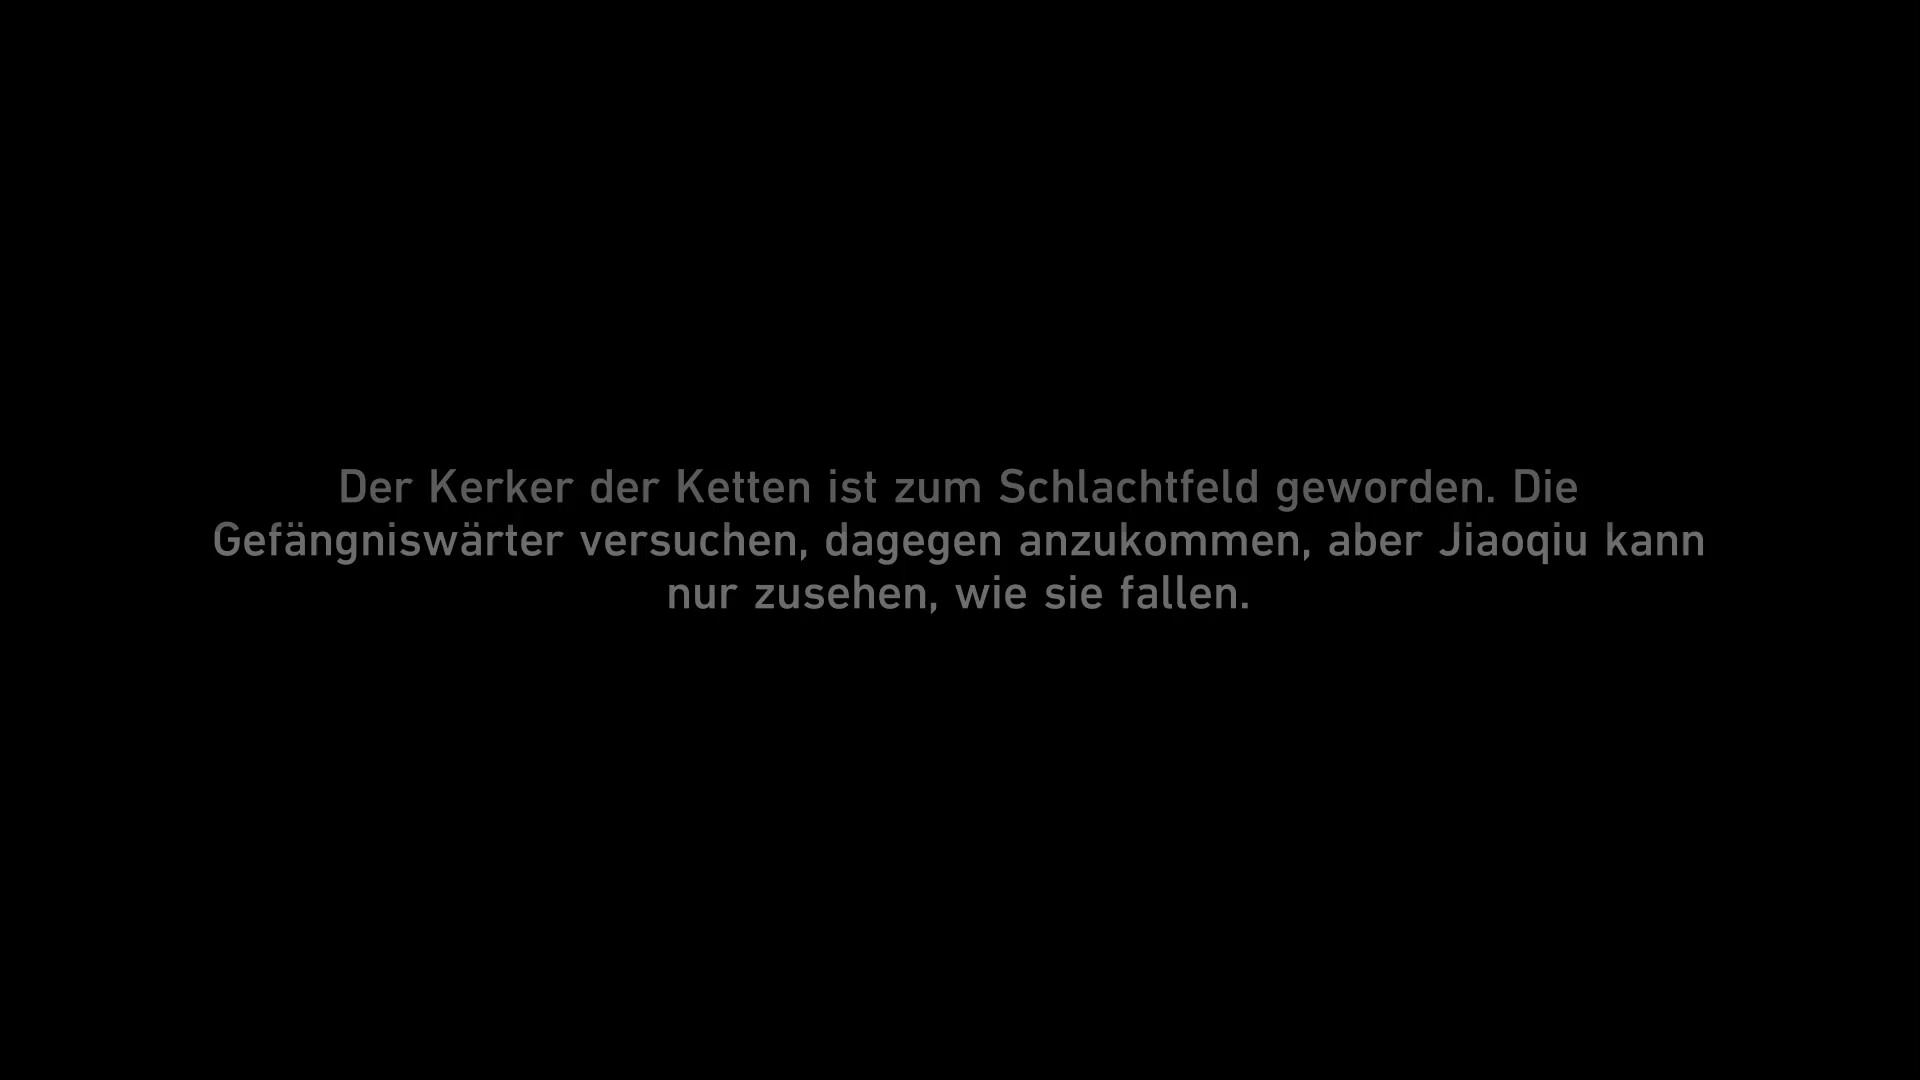 Der Kerker der Ketten ist zum Schlachtfeld geworden. Die
Gefängniswärter versuchen, dagegen anzukommen, aber Jiaoqiu kann
nur zusehen, wie sie fallen.